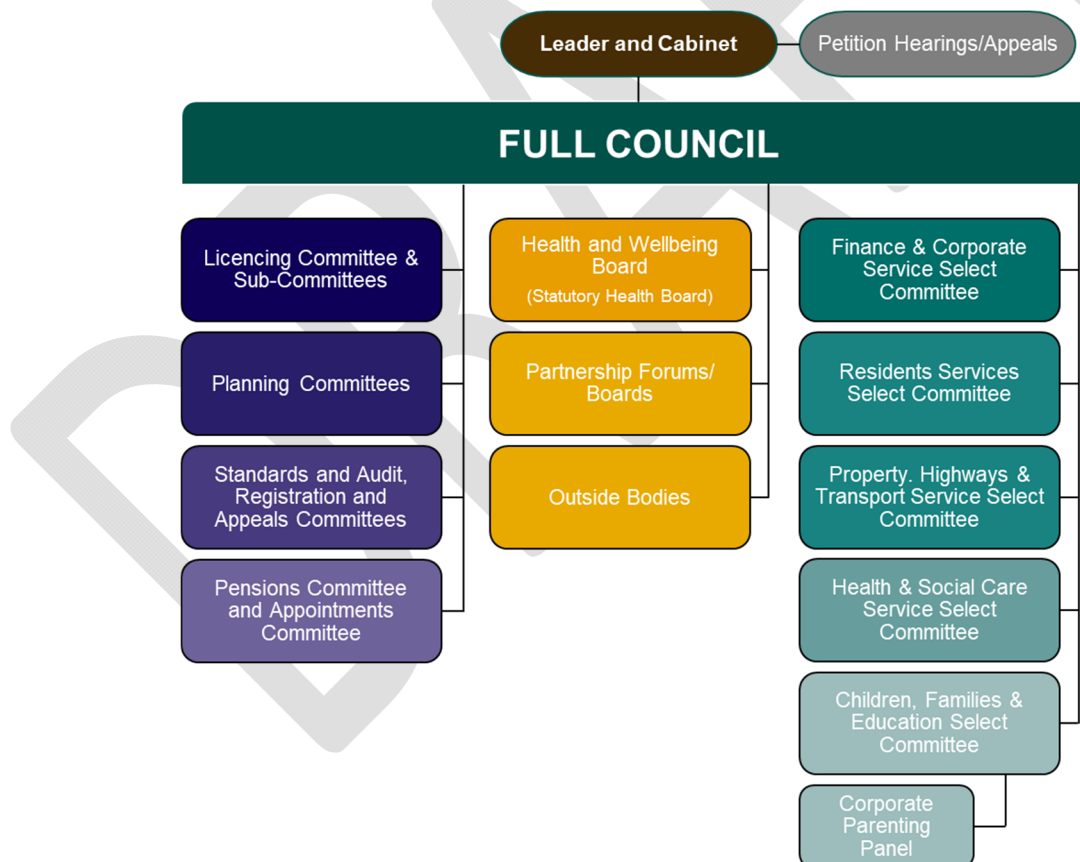 Leader and Cabinet
Petition Hearings/Appeals
FULL COUNCIL
Licencing Committee &
Sub-Committees
Planning Committees
Standards and Audit,
Registration and
Appeals Committees
Pensions Committee
and Appointments
Committee
Health and Wellbeing
Board
(Statutory Health Board)
Partnership Forums/
Boards
Outside Bodies
Finance & Corporate
Service Select
Committee
Residents Services
Select Committee
Property. Highways &
Transport Service Select
Committee
Health & Social Care
Service Select
Committee
Children, Families &
Education Select
Committee
Corporate
Parenting
Panel